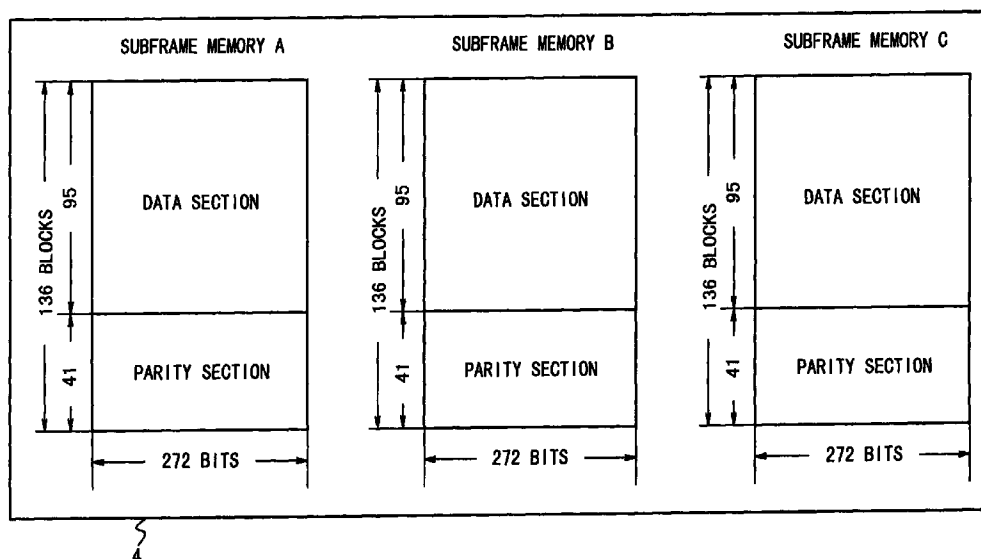 SUBFRAME MEMORY A
SUBFRAME MEMORY B
SUBFRAME MEMORY C
136 BLOCKS
95
DATA SECTION
41
PARITY SECTION
272 BITS
136 BLOCKS
95
DATA SECTION
41
PARITY SECTION
272 BITS
136 BLOCKS
95
DATA SECTION
41
PARITY SECTION
272 BITS
4